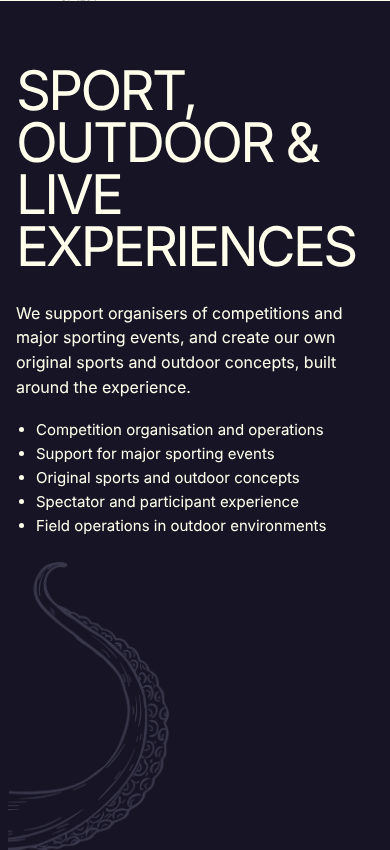 SPORT,
OUTDOOR &
LIVE
EXPERIENCES
We support organisers of competitions and
major sporting events, and create our own
original sports and outdoor concepts, built
around the experience.
• Competition organisation and operations
• Support for major sporting events
• Original sports and outdoor concepts
• Spectator and participant experience
• Field operations in outdoor environments